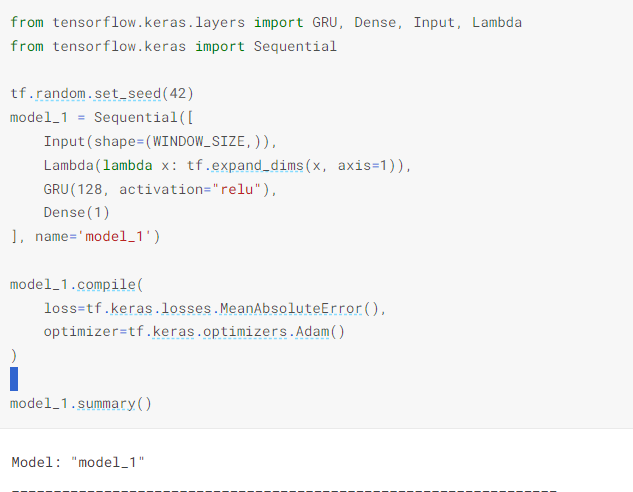 from tensorflow.keras.layers import GRU, Dense, Input, Lambda
from tensorflow.keras import Sequential
tf.random.set_seed(42)
model_1 = Sequential([
    Input(shape=(WINDOW_SIZE,)),
    Lambda(lambda x: tf.expand_dims(x, axis=1)),
    GRU(128, activation="relu"),
    Dense(1)
], name='model_1')
model_1.compile(
    loss=tf.keras.losses.MeanAbsoluteError(),
    optimizer=tf.keras.optimizers.Adam()
)
model_1.summary()
Model: "model_1"
_________________________________________________________________